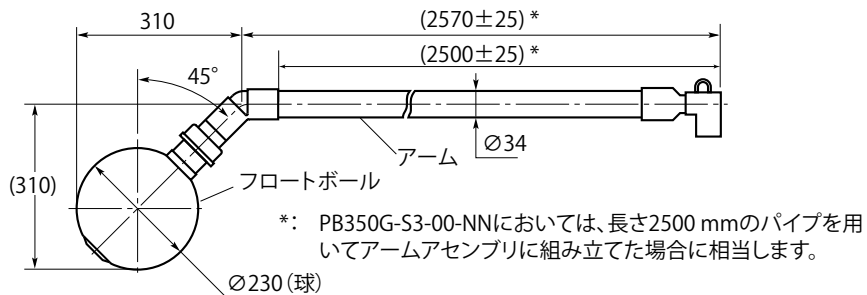 310
(2570±25) *
(2500±25) *
45°
アーム
∅34
(310)
フロートボール
*： PB350G-S3-00-NNにおいては、長さ2500 mmのパイプを用
いてアームアセンブリに組み立てた場合に相当します。
∅230（球）